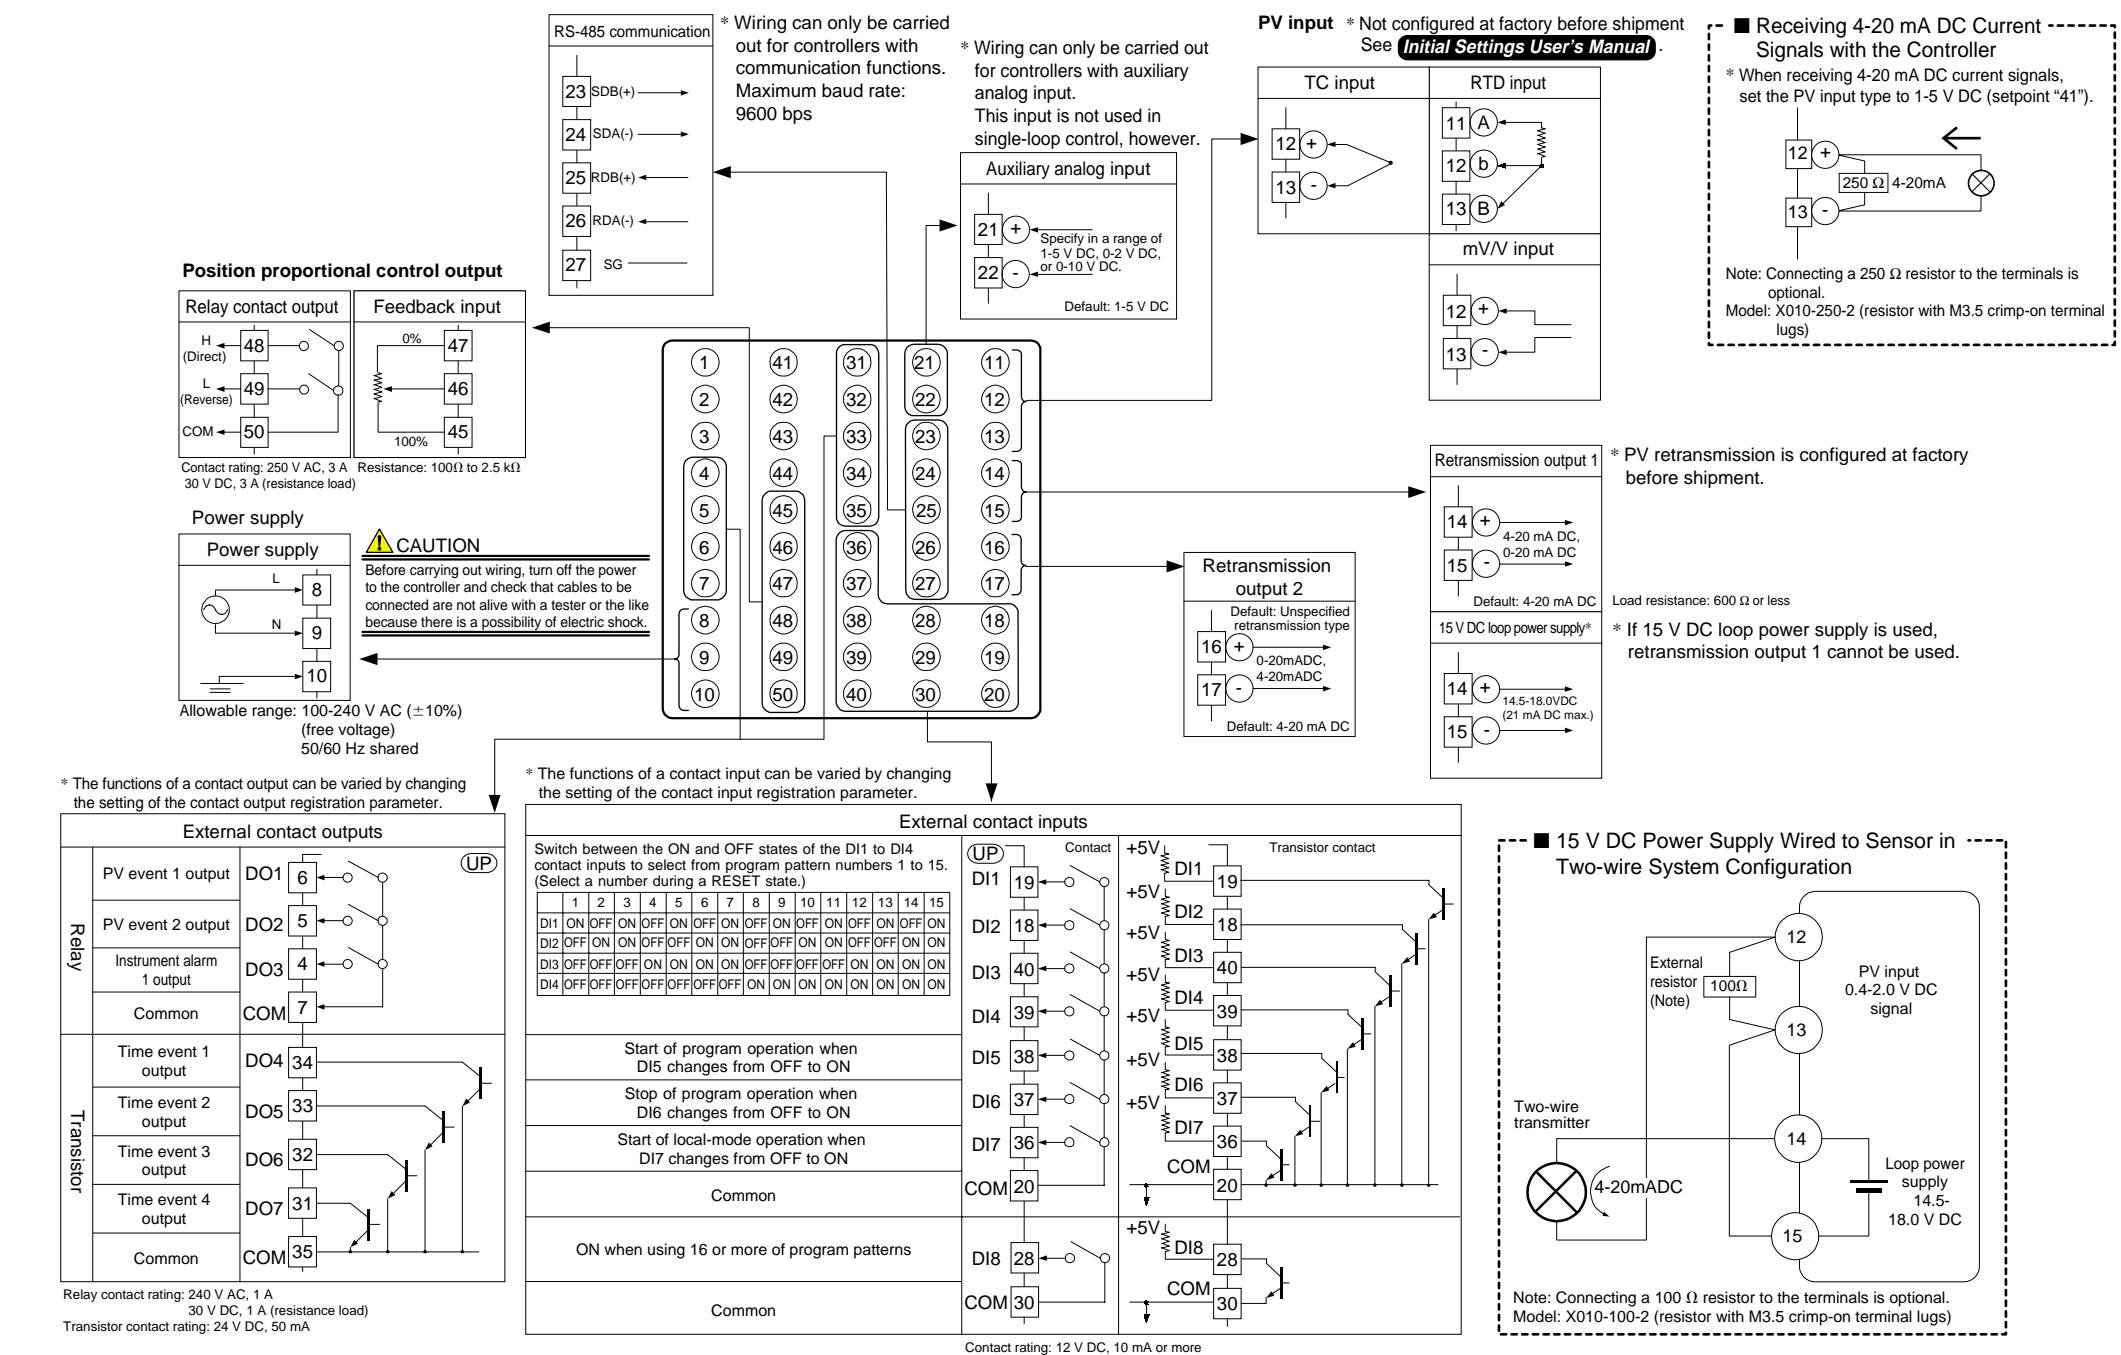 RS-485 communication
23 SDB(+)
24 SDA(-)
25 RDB(+)
26 RDA(-)
27 SG
* Wiring can only be carried
out for controllers with
communication functions.
Maximum baud rate:
9600 bps
* Wiring can only be carried out
for controllers with auxiliary
analog input.
This input is not used in
single-loop control, however.
Auxiliary analog input
21 +
Specify in a range of
1-5 V DC, 0-2 V DC,
or 0-10 V DC.
22 -
Default: 1-5 V DC
PV input * Not configured at factory before shipment
See Initial Settings User's Manual .
TC input
12 +
13 -
RTD input
11 A
12 b
13 B
mV/V input
12 +
13 -
■ Receiving 4-20 mA DC Current
Signals with the Controller
* When receiving 4-20 mA DC current signals,
set the PV input type to 1-5 V DC (setpoint “41”).
12 +
250 Ω 4-20mA
13 -
Note: Connecting a 250 Ω resistor to the terminals is
optional.
Model: X010-250-2 (resistor with M3.5 crimp-on terminal
lugs)
Position proportional control output
Relay contact output
H
(Direct)
48
L
(Reverse)
49
COM 50
Feedback input
0% 47
46
100% 45
Contact rating: 250 V AC, 3 A
30 V DC, 3 A (resistance load)
Resistance: 100Ω to 2.5 kΩ
Power supply
Power supply
L 8
N 9
10
Allowable range: 100-240 V AC (±10%)
(free voltage)
50/60 Hz shared
! CAUTION
Before carrying out wiring, turn off the power
to the controller and check that cables to be
connected are not alive with a tester or the like
because there is a possibility of electric shock.
1 41 31 21 11
2 42 32 22 12
3 43 33 23 13
4 44 34 24 14
5 45 35 25 15
6 46 36 26 16
7 47 37 27 17
8 48 38 28 18
9 49 39 29 19
10 50 40 30 20
Retransmission output 1
14 +
4-20 mA DC,
0-20 mA DC
15 -
Default: 4-20 mA DC
* PV retransmission is configured at factory
before shipment.
Load resistance: 600 Ω or less
15 V DC loop power supply*
14 +
14.5-18.0VDC
(21 mA DC max.)
15 -
* If 15 V DC loop power supply is used,
retransmission output 1 cannot be used.
Retransmission
output 2
Default: Unspecified
retransmission type
16 +
0-20mADC,
4-20mADC
17 -
Default: 4-20 mA DC
* The functions of a contact output can be varied by changing
the setting of the contact output registration parameter.
External contact outputs
UP
Relay
PV event 1 output DO1 6
PV event 2 output DO2 5
Instrument alarm
1 output
DO3 4
Common COM 7
Transistor
Time event 1
output
DO4 34
Time event 2
output
DO5 33
Time event 3
output
DO6 32
Time event 4
output
DO7 31
Common COM 35
Relay contact rating: 240 V AC, 1 A
30 V DC, 1 A (resistance load)
Transistor contact rating: 24 V DC, 50 mA
* The functions of a contact input can be varied by changing
the setting of the contact input registration parameter.
External contact inputs
Switch between the ON and OFF states of the DI1 to DI4
contact inputs to select from program pattern numbers 1 to 15.
(Select a number during a RESET state.)
1 2 3 4 5 6 7 8 9 10 11 12 13 14 15
DI1 ON OFF ON OFF ON OFF ON OFF ON OFF ON OFF ON OFF ON
DI2 OFF ON ON OFF OFF ON ON OFF OFF ON ON OFF OFF ON ON
DI3 OFF OFF OFF ON ON ON ON OFF OFF OFF OFF ON ON ON ON
DI4 OFF OFF OFF OFF OFF OFF OFF ON ON ON ON ON ON ON ON
Start of program operation when
DI5 changes from OFF to ON
Stop of program operation when
DI6 changes from OFF to ON
Start of local-mode operation when
DI7 changes from OFF to ON
Common
ON when using 16 or more of program patterns
Common
UP Contact
DI1 19
DI2 18
DI3 40
DI4 39
DI5 38
DI6 37
DI7 36
COM 20
DI8 28
COM 30
Transistor contact
+5V DI1 19
+5V DI2 18
+5V DI3 40
+5V DI4 39
+5V DI5 38
+5V DI6 37
+5V DI7 36
COM 20
+5V DI8 28
COM 30
Contact rating: 12 V DC, 10 mA or more
■ 15 V DC Power Supply Wired to Sensor in
Two-wire System Configuration
12
External
resistor
(Note)
100Ω
13
PV input
0.4-2.0 V DC
signal
Two-wire
transmitter
4-20mADC
14
Loop power
supply
14.5-
18.0 V DC
15
Note: Connecting a 100 Ω resistor to the terminals is optional.
Model: X010-100-2 (resistor with M3.5 crimp-on terminal lugs)